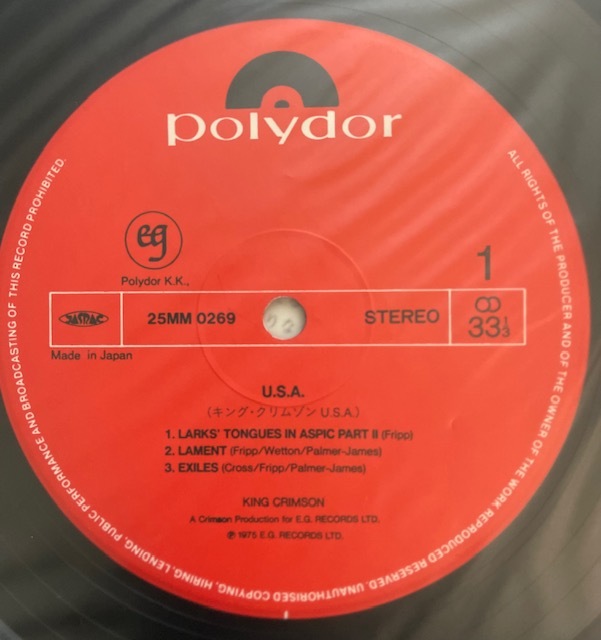 polydor
eg
Polydor K.K.,
1
JASRAC
25MM 0269
STEREO
33 1/3
Made in Japan
U.S.A.
(キング・クリムゾン U.S.A.)
1. LARKS' TONGUES IN ASPIC PART II (Fripp)
2. LAMENT (Fripp/Wetton/Palmer-James)
3. EXILES (Cross/Fripp/Palmer-James)
KING CRIMSON
A Crimson Production for E.G. RECORDS LTD.
℗ 1975 E.G. RECORDS LTD.
ALL RIGHTS OF THE PRODUCER AND OF THE OWNER OF THE WORK REPRODUCED RESERVED. UNAUTHORISED COPYING, HIRING, LENDING, PUBLIC PERFORMANCE AND BROADCASTING OF THIS RECORD PROHIBITED.